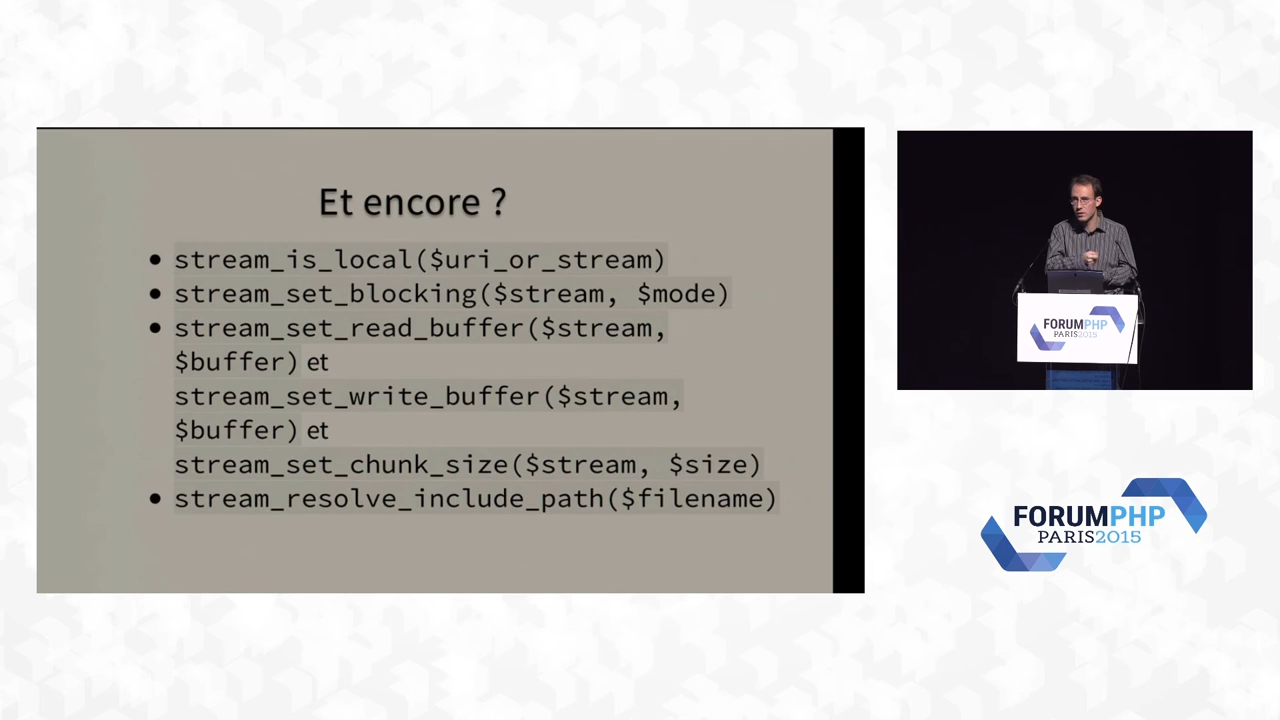 Et encore ?
• stream_is_local($uri_or_stream)
• stream_set_blocking($stream, $mode)
• stream_set_read_buffer($stream,
$buffer) et
stream_set_write_buffer($stream,
$buffer) et
stream_set_chunk_size($stream, $size)
• stream_resolve_include_path($filename)
FORUMPHP
PARIS2015
FORUMPHP
PARIS2015